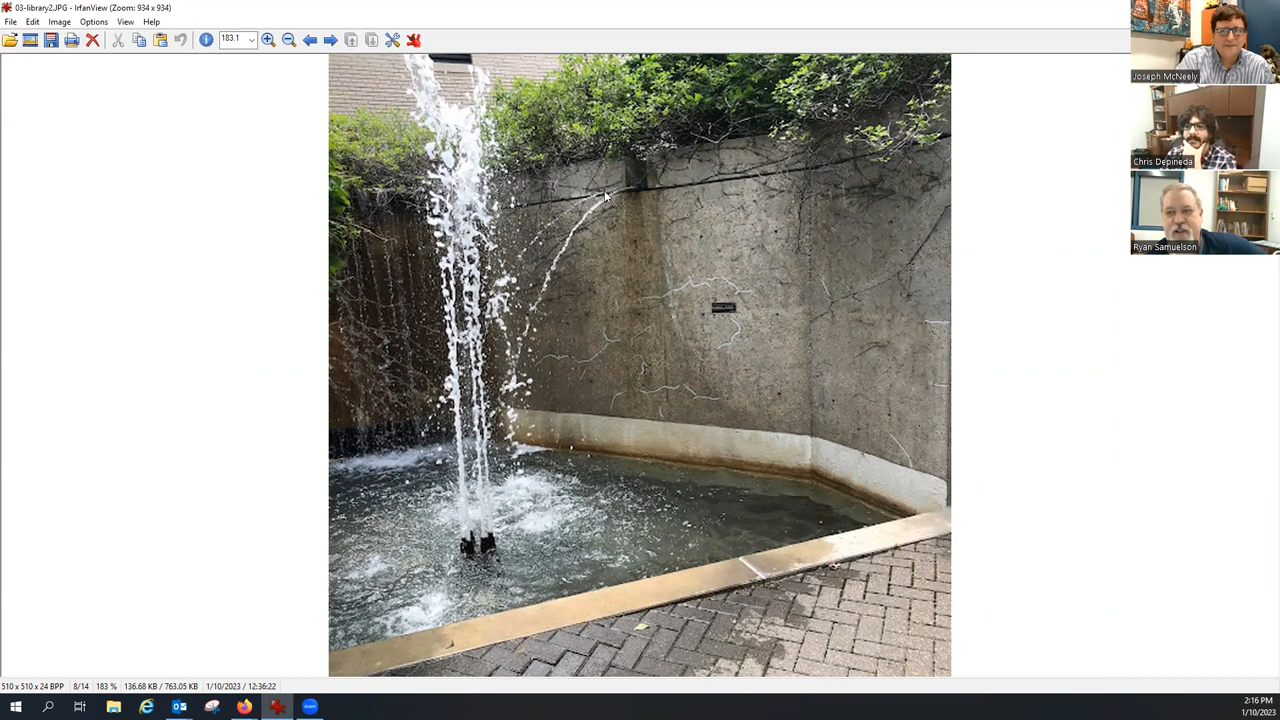 03-library2.JPG - IrfanView (Zoom: 934 x 934)
File Edit Image Options View Help
183.1
Joseph McNeely
Chris Depineda
Ryan Samuelson
510 x 510 x 24 BPP 8/14 183 % 136.68 KB / 763.05 KB 1/10/2023 / 12:36:22
2:16 PM
1/10/2023